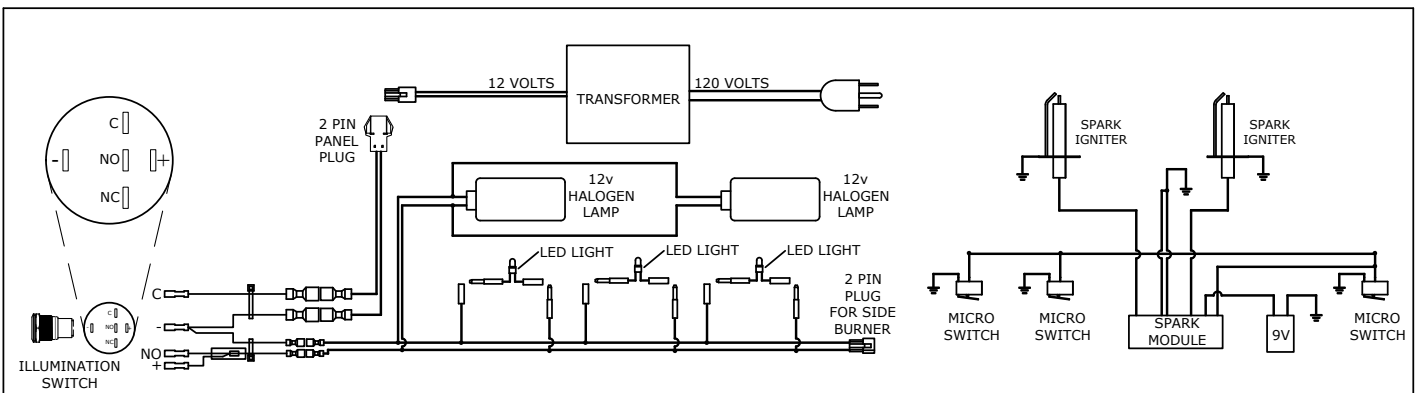 12 VOLTS
TRANSFORMER
120 VOLTS
2 PIN
PANEL
PLUG
C
-
NO
+
NC
12v
HALOGEN
LAMP
12v
HALOGEN
LAMP
LED LIGHT
LED LIGHT
LED LIGHT
2 PIN
PLUG
FOR SIDE
BURNER
C
-
NO
+
C
-
NO
+
NC
ILLUMINATION
SWITCH
SPARK
IGNITER
SPARK
IGNITER
MICRO
SWITCH
MICRO
SWITCH
SPARK
MODULE
9V
MICRO
SWITCH